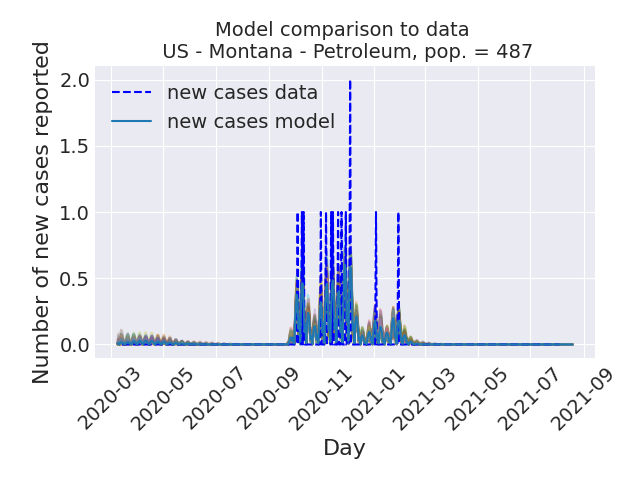 Model comparison to data
US - Montana - Petroleum, pop. = 487
Number of new cases reported
2.0
1.5
1.0
0.5
0.0
new cases data
new cases model
2020-03
2020-05
2020-07
2020-09
2020-11
2021-01
2021-03
2021-05
2021-07
2021-09
Day